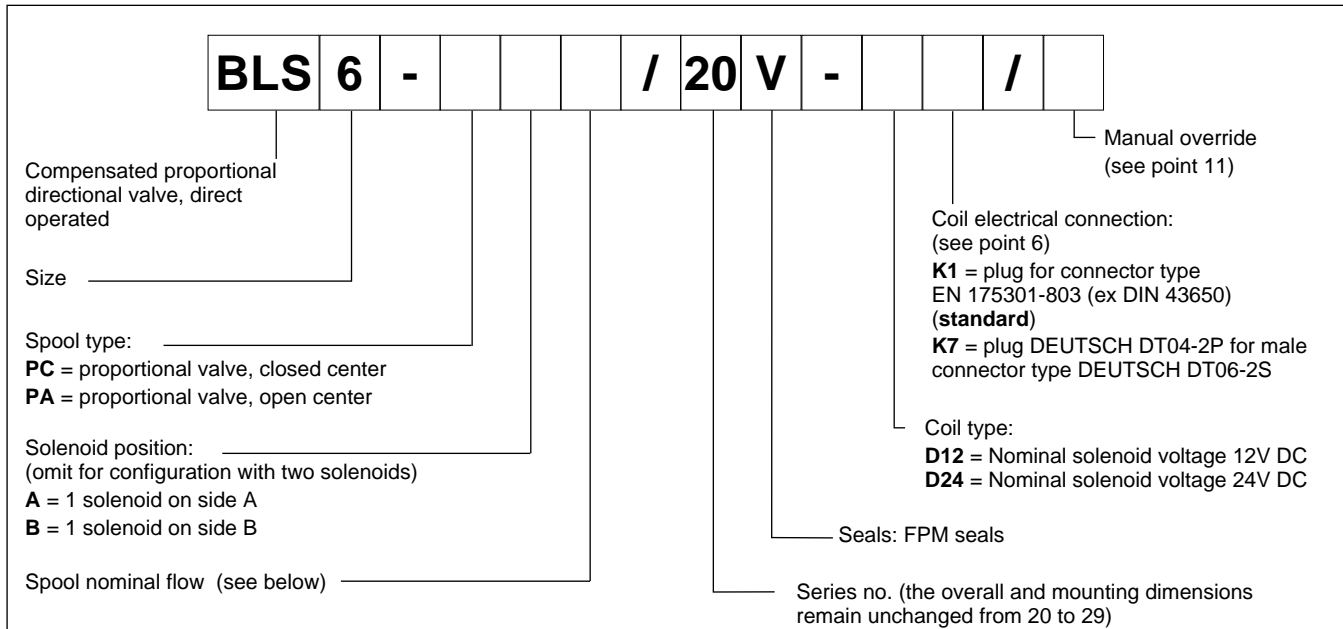 BLS 6 - / 20 V - /
Compensated proportional
directional valve, direct
operated
Size
Spool type:
PC = proportional valve, closed center
PA = proportional valve, open center
Solenoid position:
(omit for configuration with two solenoids)
A = 1 solenoid on side A
B = 1 solenoid on side B
Spool nominal flow (see below)
Manual override
(see point 11)
Coil electrical connection:
(see point 6)
K1 = plug for connector type
EN 175301-803 (ex DIN 43650)
(standard)
K7 = plug DEUTSCH DT04-2P for male
connector type DEUTSCH DT06-2S
Coil type:
D12 = Nominal solenoid voltage 12V DC
D24 = Nominal solenoid voltage 24V DC
Seals: FPM seals
Series no. (the overall and mounting dimensions
remain unchanged from 20 to 29)